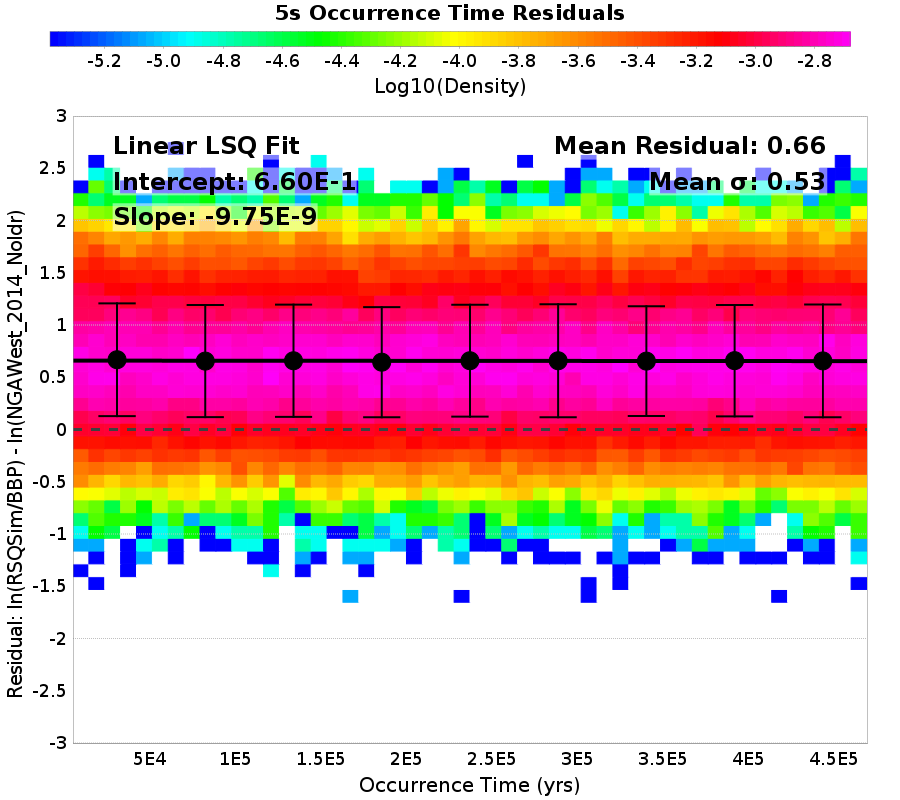 5s Occurrence Time Residuals
-5.2 -5.0 -4.8 -4.6 -4.4 -4.2 -4.0 -3.8 -3.6 -3.4 -3.2 -3.0 -2.8
Log10(Density)
Linear LSQ Fit
Intercept: 6.60E-1
Slope: -9.75E-9
Mean Residual: 0.66
Mean σ: 0.53
Residual: ln(RSQSim/BBP) - ln(NGAWest_2014_NoIdr)
3
2.5
2
1.5
1
0.5
0
-0.5
-1
-1.5
-2
-2.5
-3
5E4 1E5 1.5E5 2E5 2.5E5 3E5 3.5E5 4E5 4.5E5
Occurrence Time (yrs)